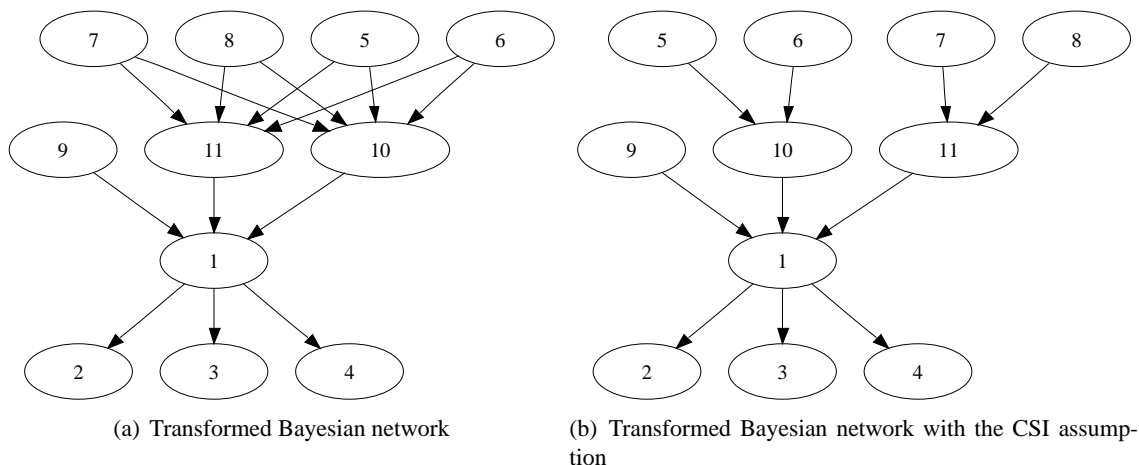 7 8 5 6
5 6 7 8
9 11 10
9 10 11
1
1
2 3 4
2 3 4
(a) Transformed Bayesian network
(b) Transformed Bayesian network with the CSI assump-
tion